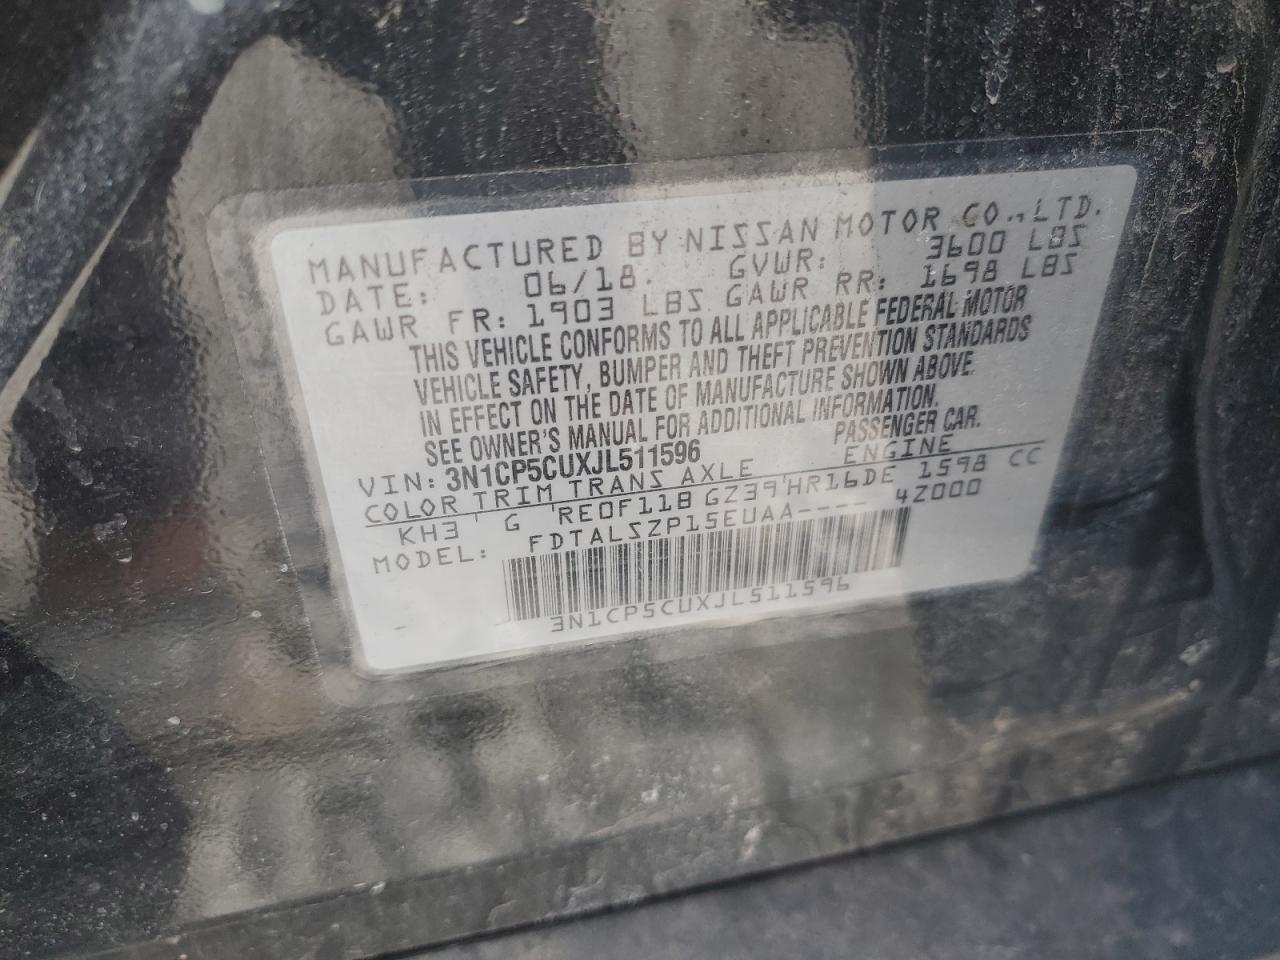 MANUFACTURED BY NISSAN MOTOR CO., LTD.
DATE: 06/18. GVWR: 3600 LBS
GAWR FR: 1903 LBS GAWR RR: 1698 LBS
THIS VEHICLE CONFORMS TO ALL APPLICABLE FEDERAL MOTOR
VEHICLE SAFETY, BUMPER AND THEFT PREVENTION STANDARDS
IN EFFECT ON THE DATE OF MANUFACTURE SHOWN ABOVE.
SEE OWNER'S MANUAL FOR ADDITIONAL INFORMATION.
VIN: 3N1CP5CUXJL511596 PASSENGER CAR.
COLOR TRIM TRANS AXLE ENGINE
KH3 G RE0F11B GZ39 HR16DE 1598 CC
MODEL: FDTALSZP15EUAA---- 4Z000
3N1CP5CUXJL511596